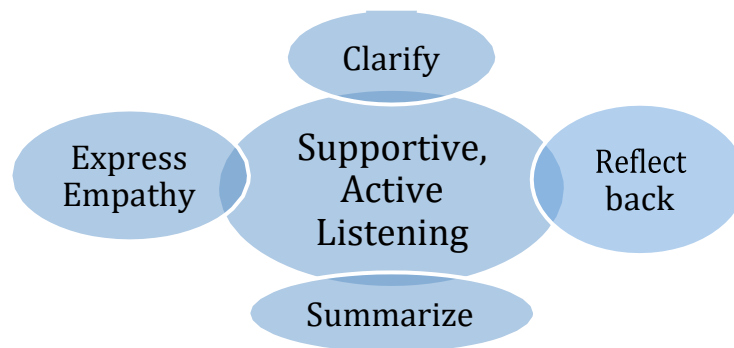 Clarify
Express
Empathy
Supportive,
Active
Listening
Reflect
back
Summarize